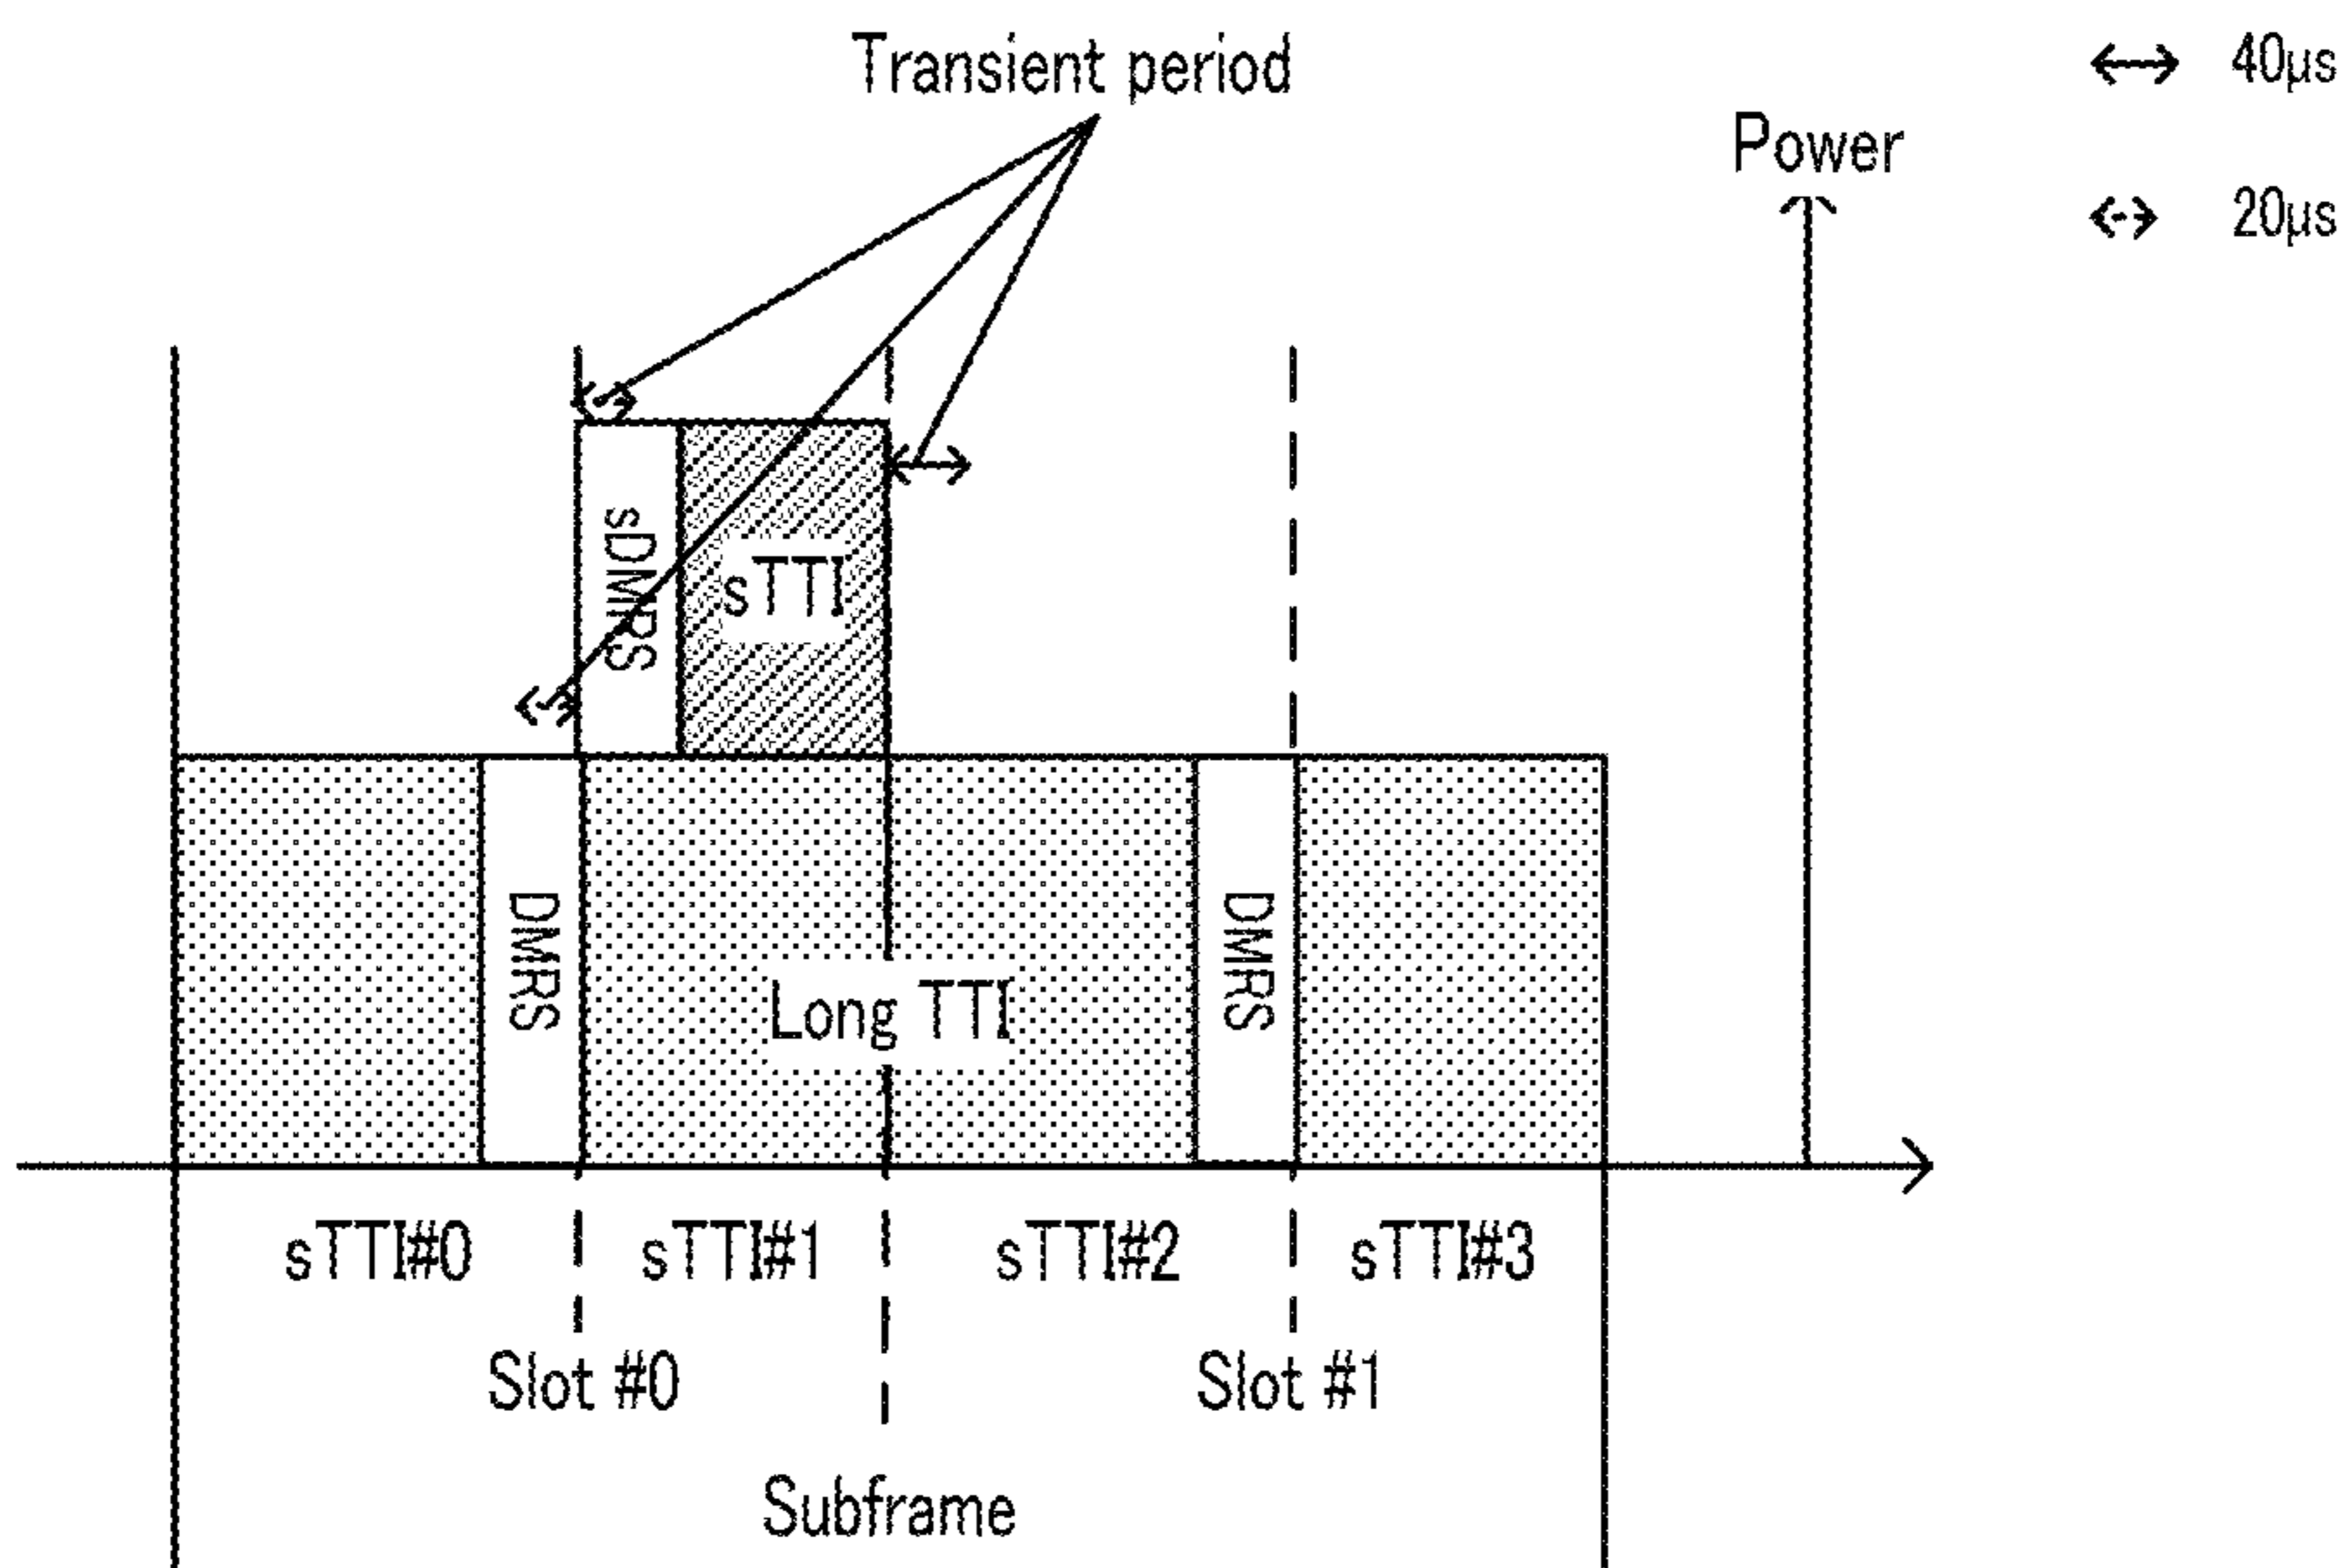 Transient period
40μs
Power
20μs
sDMRS
sTTI
DMRS
Long TTI
DMRS
sTTI#0
sTTI#1
sTTI#2
sTTI#3
Slot #0
Slot #1
Subframe